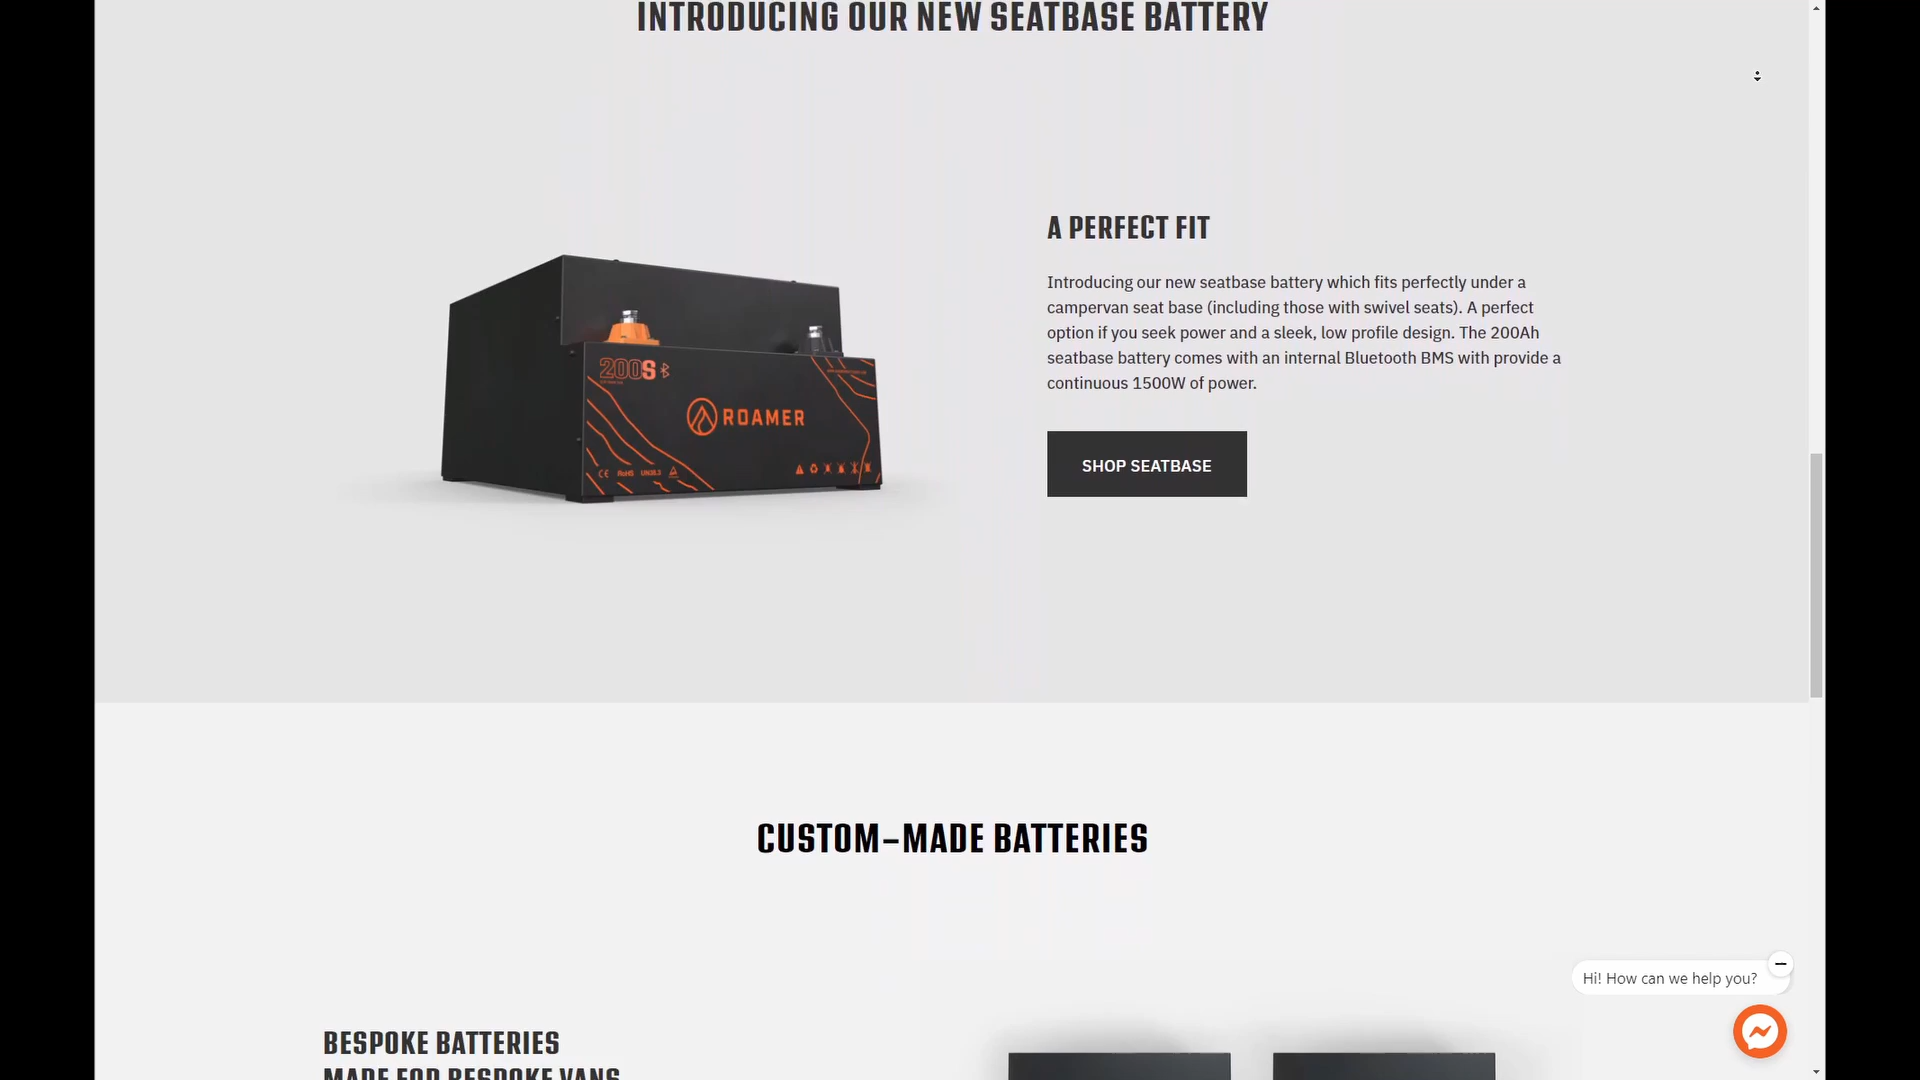 INTRODUCING OUR NEW SEATBASE BATTERY
A PERFECT FIT
Introducing our new seatbase battery which fits perfectly under a
campervan seat base (including those with swivel seats). A perfect
option if you seek power and a sleek, low profile design. The 200Ah
seatbase battery comes with an internal Bluetooth BMS with provide a
continuous 1500W of power.
SHOP SEATBASE
200S
ROAMER
CE RoHS UN38.3
CUSTOM-MADE BATTERIES
BESPOKE BATTERIES
MADE FOR BESPOKE VANS
Hi! How can we help you?